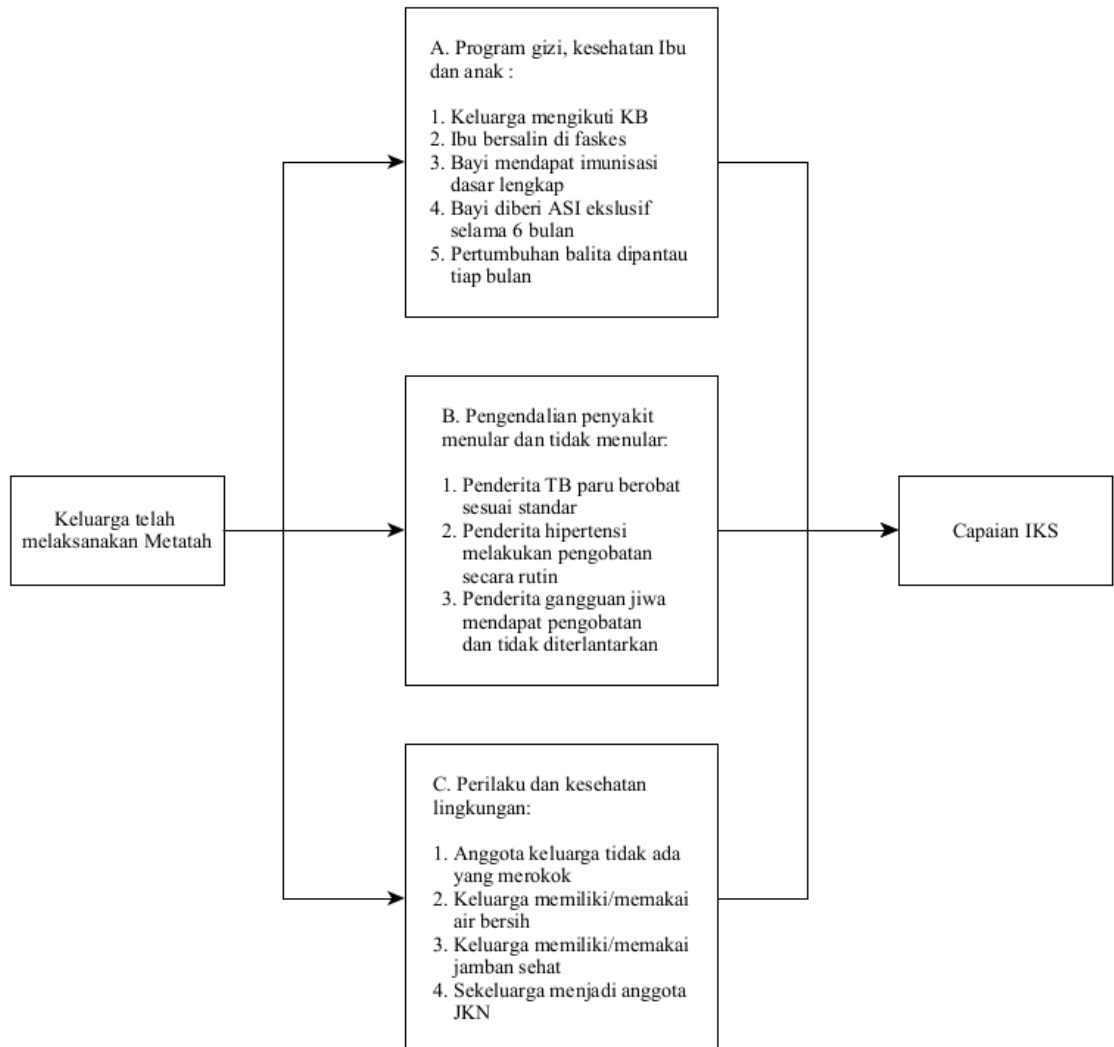 A. Program gizi, kesehatan Ibu
dan anak :
1. Keluarga mengikuti KB
2. Ibu bersalin di faskes
3. Bayi mendapat imunisasi
dasar lengkap
4. Bayi diberi ASI ekslusif
selama 6 bulan
5. Pertumbuhan balita dipantau
tiap bulan
Keluarga telah
melaksanakan Metatah
B. Pengendalian penyakit
menular dan tidak menular:
1. Penderita TB paru berobat
sesuai standar
2. Penderita hipertensi
melakukan pengobatan
secara rutin
3. Penderita gangguan jiwa
mendapat pengobatan
dan tidak diterlantarkan
Capaian IKS
C. Perilaku dan kesehatan
lingkungan:
1. Anggota keluarga tidak ada
yang merokok
2. Keluarga memiliki/memakai
air bersih
3. Keluarga memiliki/memakai
jamban sehat
4. Sekeluarga menjadi anggota
JKN